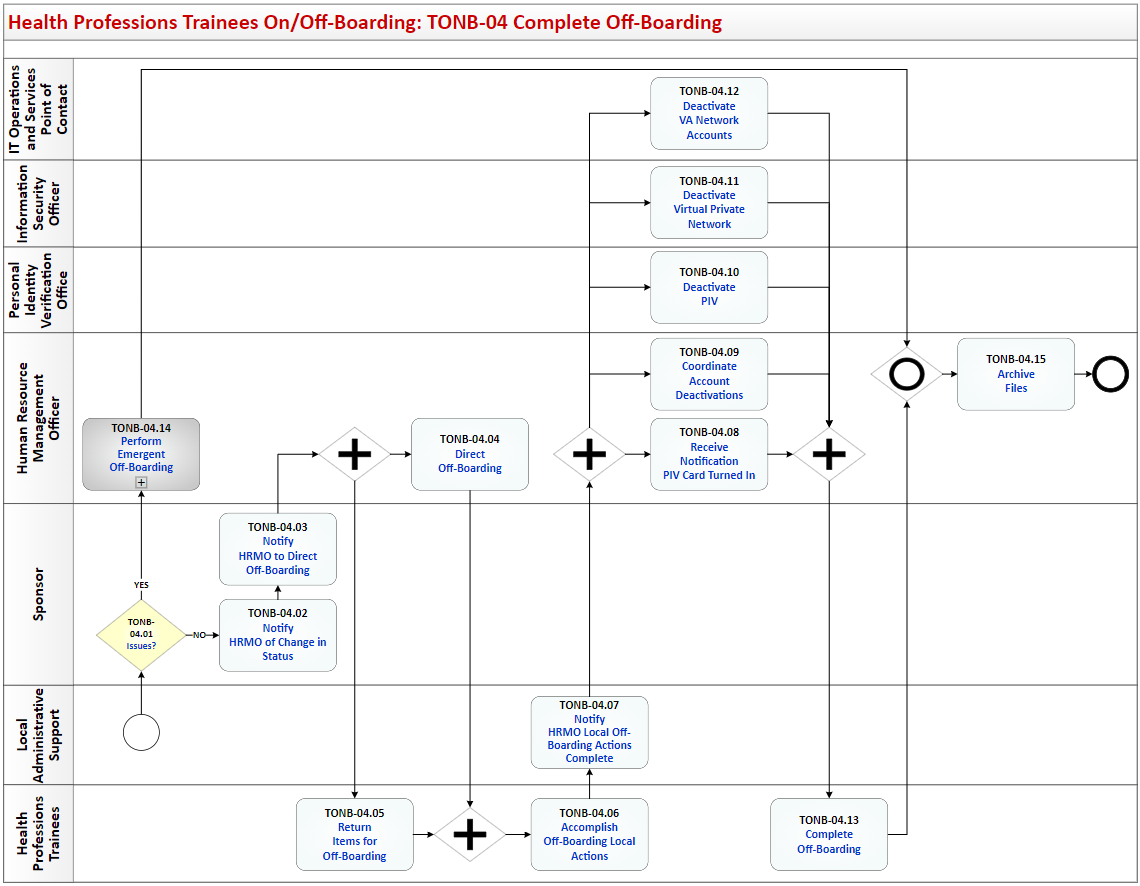 Health Professions Trainees On/Off-Boarding: TONB-04 Complete Off-Boarding
IT Operations
and Services
Point of
Contact
TONB-04.12
Deactivate
VA Network
Accounts
Information
Security
Officer
TONB-04.11
Deactivate
Virtual Private
Network
Personal
Identity
Verification
Office
TONB-04.10
Deactivate
PIV
Human Resource
Management
Officer
TONB-04.14
Perform
Emergent
Off-Boarding
TONB-04.04
Direct
Off-Boarding
TONB-04.09
Coordinate
Account
Deactivations
TONB-04.08
Receive
Notification
PIV Card Turned In
TONB-04.15
Archive
Files
Sponsor
YES
TONB-
04.01
Issues?
NO
TONB-04.03
Notify
HRMO to Direct
Off-Boarding
TONB-04.02
Notify
HRMO of Change in
Status
Local
Administrative
Support
TONB-04.07
Notify
HRMO Local Off-
Boarding Actions
Complete
Health
Professions
Trainees
TONB-04.05
Return
Items for
Off-Boarding
TONB-04.06
Accomplish
Off-Boarding Local
Actions
TONB-04.13
Complete
Off-Boarding